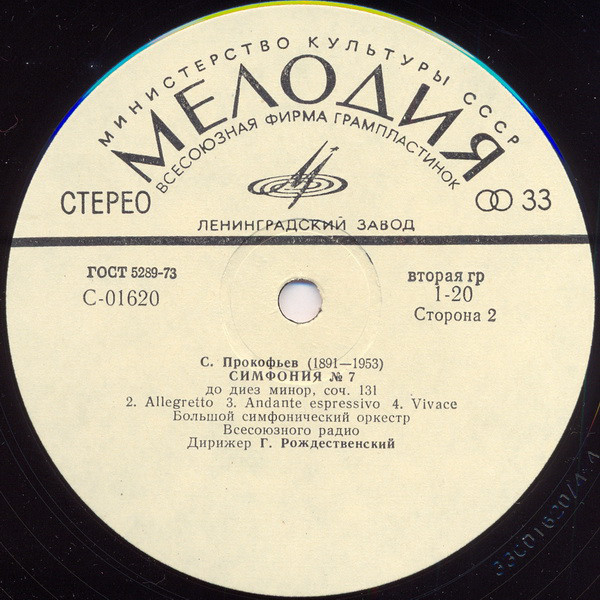 МИНИСТЕРСТВО КУЛЬТУРЫ СССР
МЕЛОДИЯ
ВСЕСОЮЗНАЯ ФИРМА ГРАМПЛАСТИНОК
СТЕРЕО
33
ЛЕНИНГРАДСКИЙ ЗАВОД
ГОСТ 5289-73
С-01620
вторая гр
1-20
Сторона 2
С. Прокофьев (1891—1953)
СИМФОНИЯ № 7
до диез минор, соч. 131
2. Allegretto 3. Andante espressivo 4. Vivace
Большой симфонический оркестр
Всесоюзного радио
Дирижер Г. Рождественский